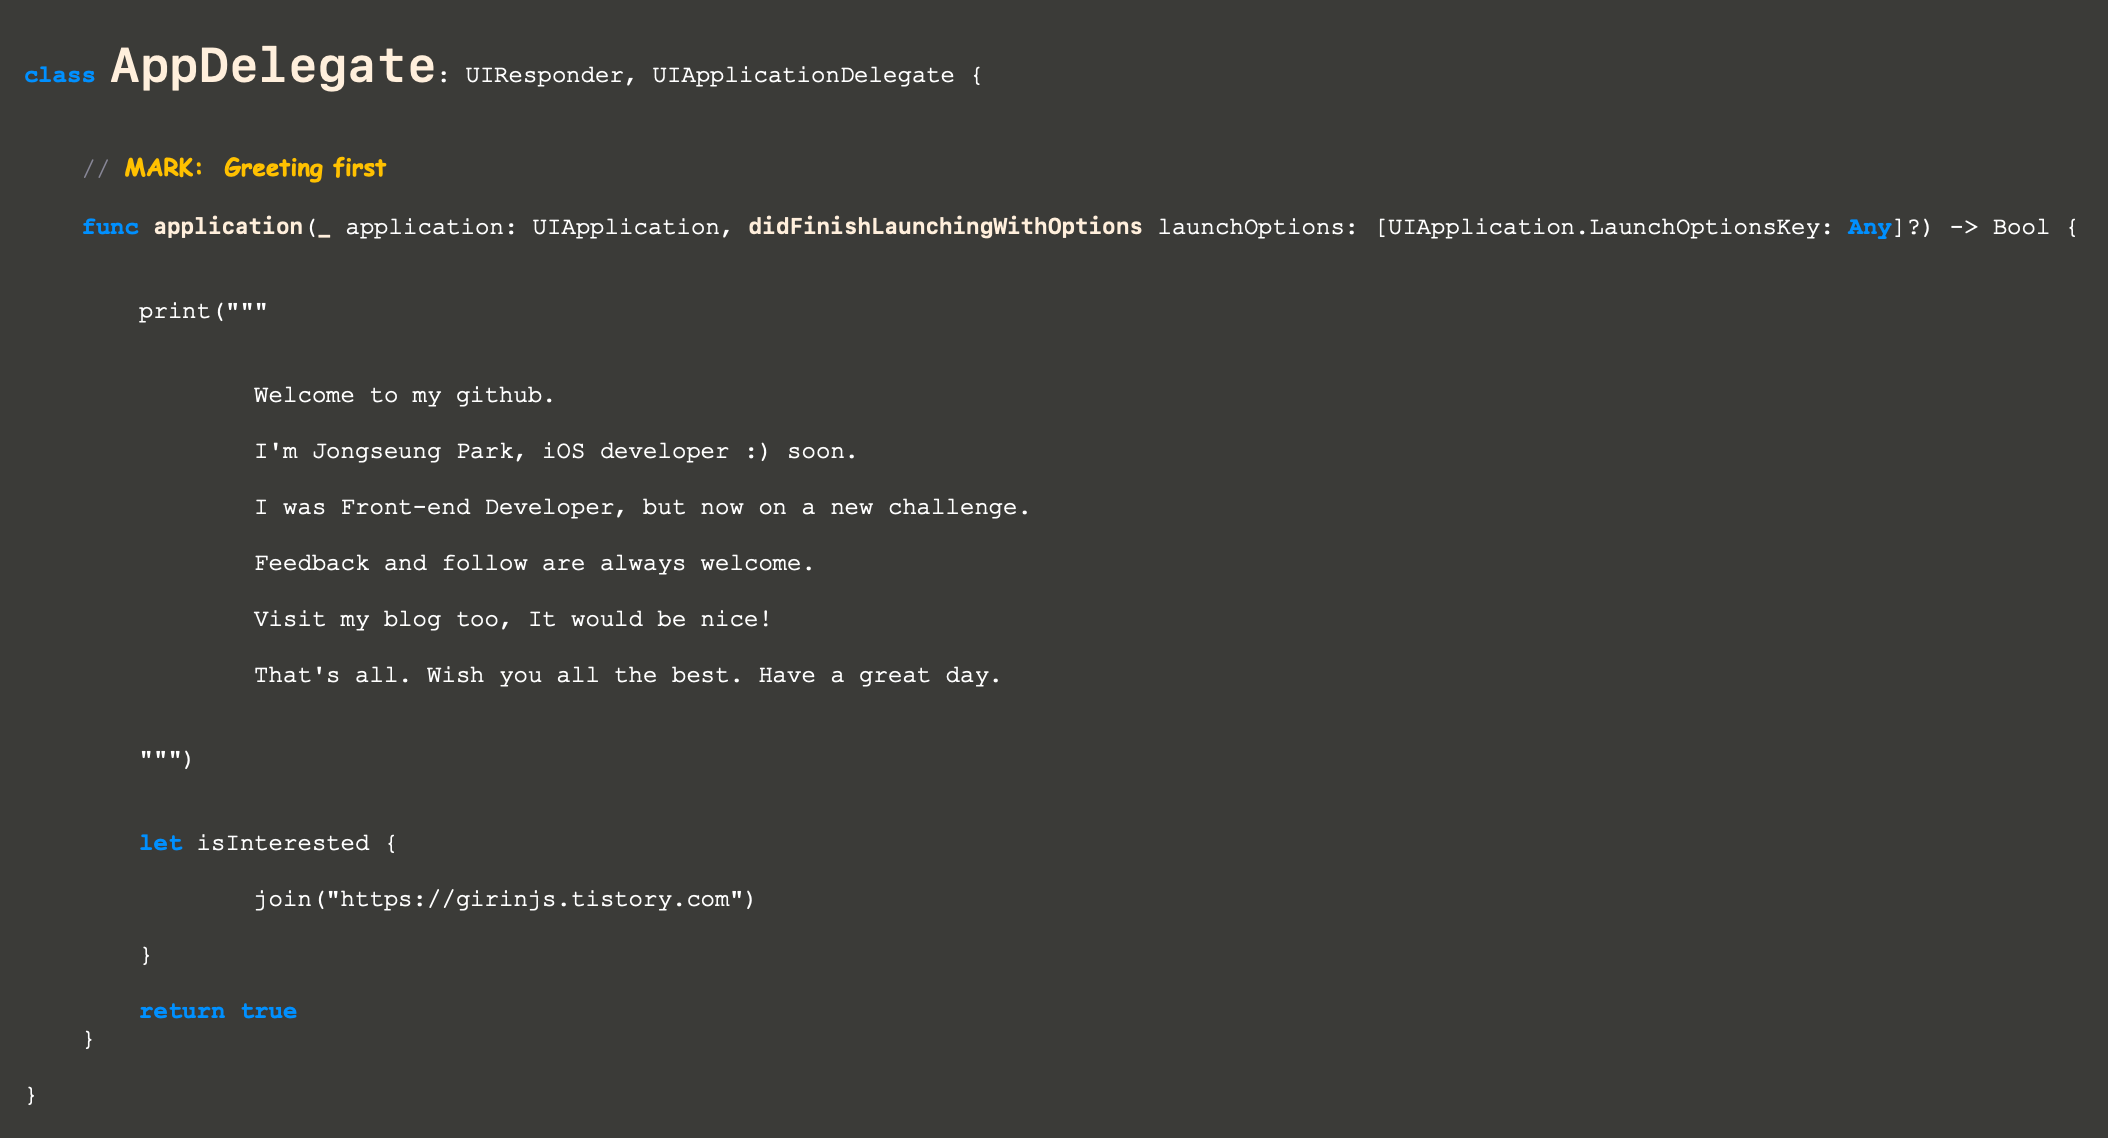 class AppDelegate: UIResponder, UIApplicationDelegate {
// MARK: Greeting first
func application(_ application: UIApplication, didFinishLaunchingWithOptions launchOptions: [UIApplication.LaunchOptionsKey: Any]?) -> Bool {
print("""
Welcome to my github.
I'm Jongseung Park, iOS developer :) soon.
I was Front-end Developer, but now on a new challenge.
Feedback and follow are always welcome.
Visit my blog too, It would be nice!
That's all. Wish you all the best. Have a great day.
""")
let isInterested {
join("https://girinjs.tistory.com")
}
return true
}
}